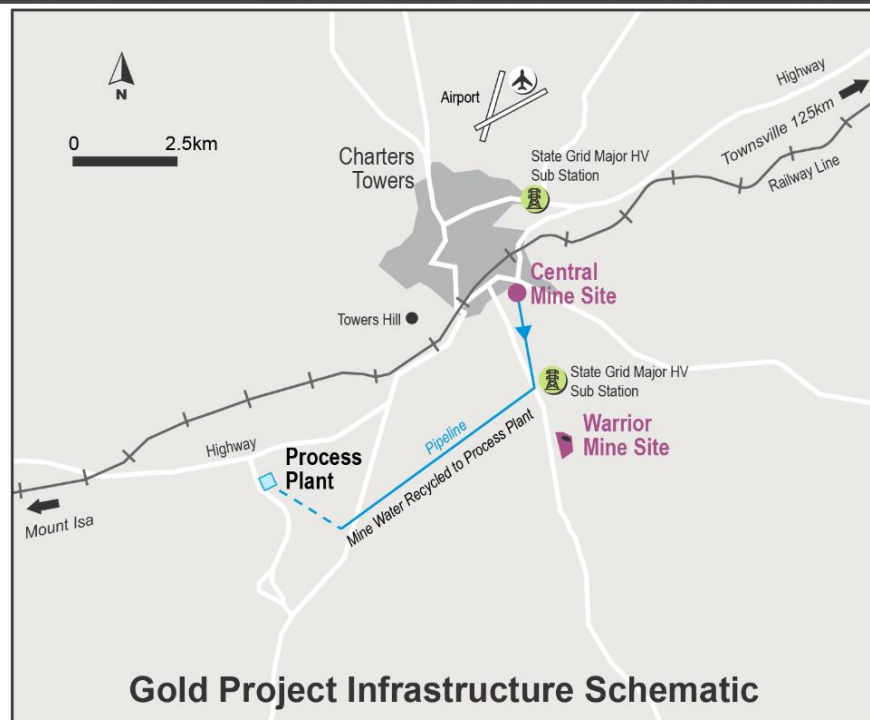 N
0 2.5km
Airport
Highway
Townsville 125km
Railway Line
Charters
Towers
State Grid Major HV
Sub Station
Central
Mine Site
Towers Hill
State Grid Major HV
Sub Station
Warrior
Mine Site
Pipeline
Mine Water Recycled to Process Plant
Highway
Process
Plant
Mount Isa
Gold Project Infrastructure Schematic